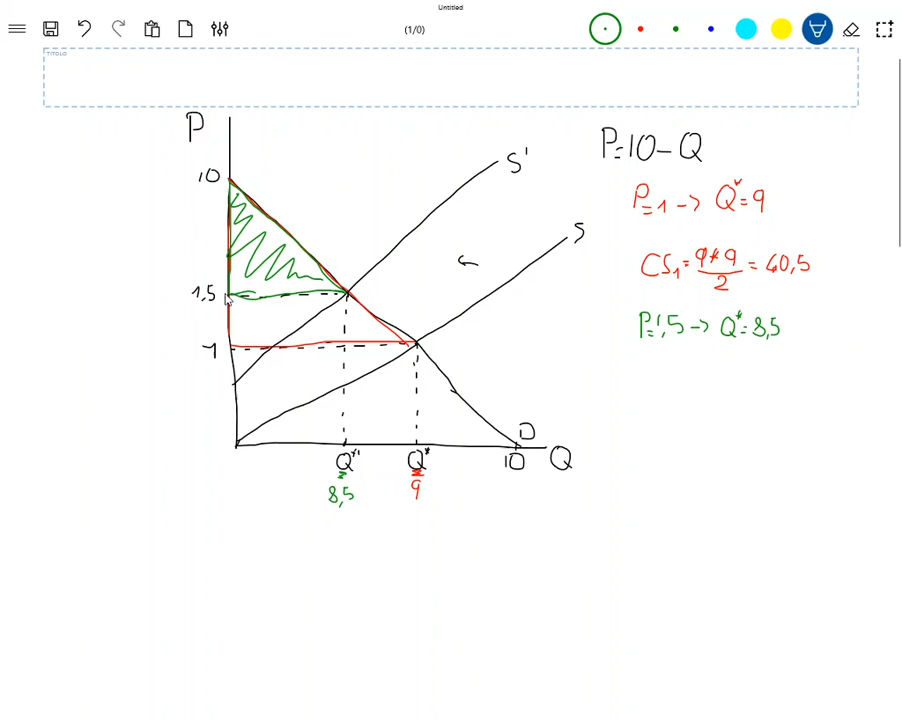 Untitled
(1/0)
TITOLO
P
10
S'
P=10-Q
P=1 -> Q*=9
S
CS₁= 9*9/2 = 40,5
1,5
P=1,5 -> Q*=8,5
1
D
Q*' Q* 10 Q
8,5 9